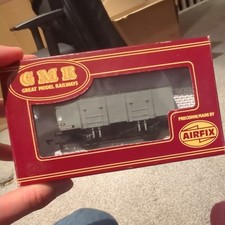 GMR
GREAT MODEL RAILWAYS
PRECISION MADE BY
AIRFIX